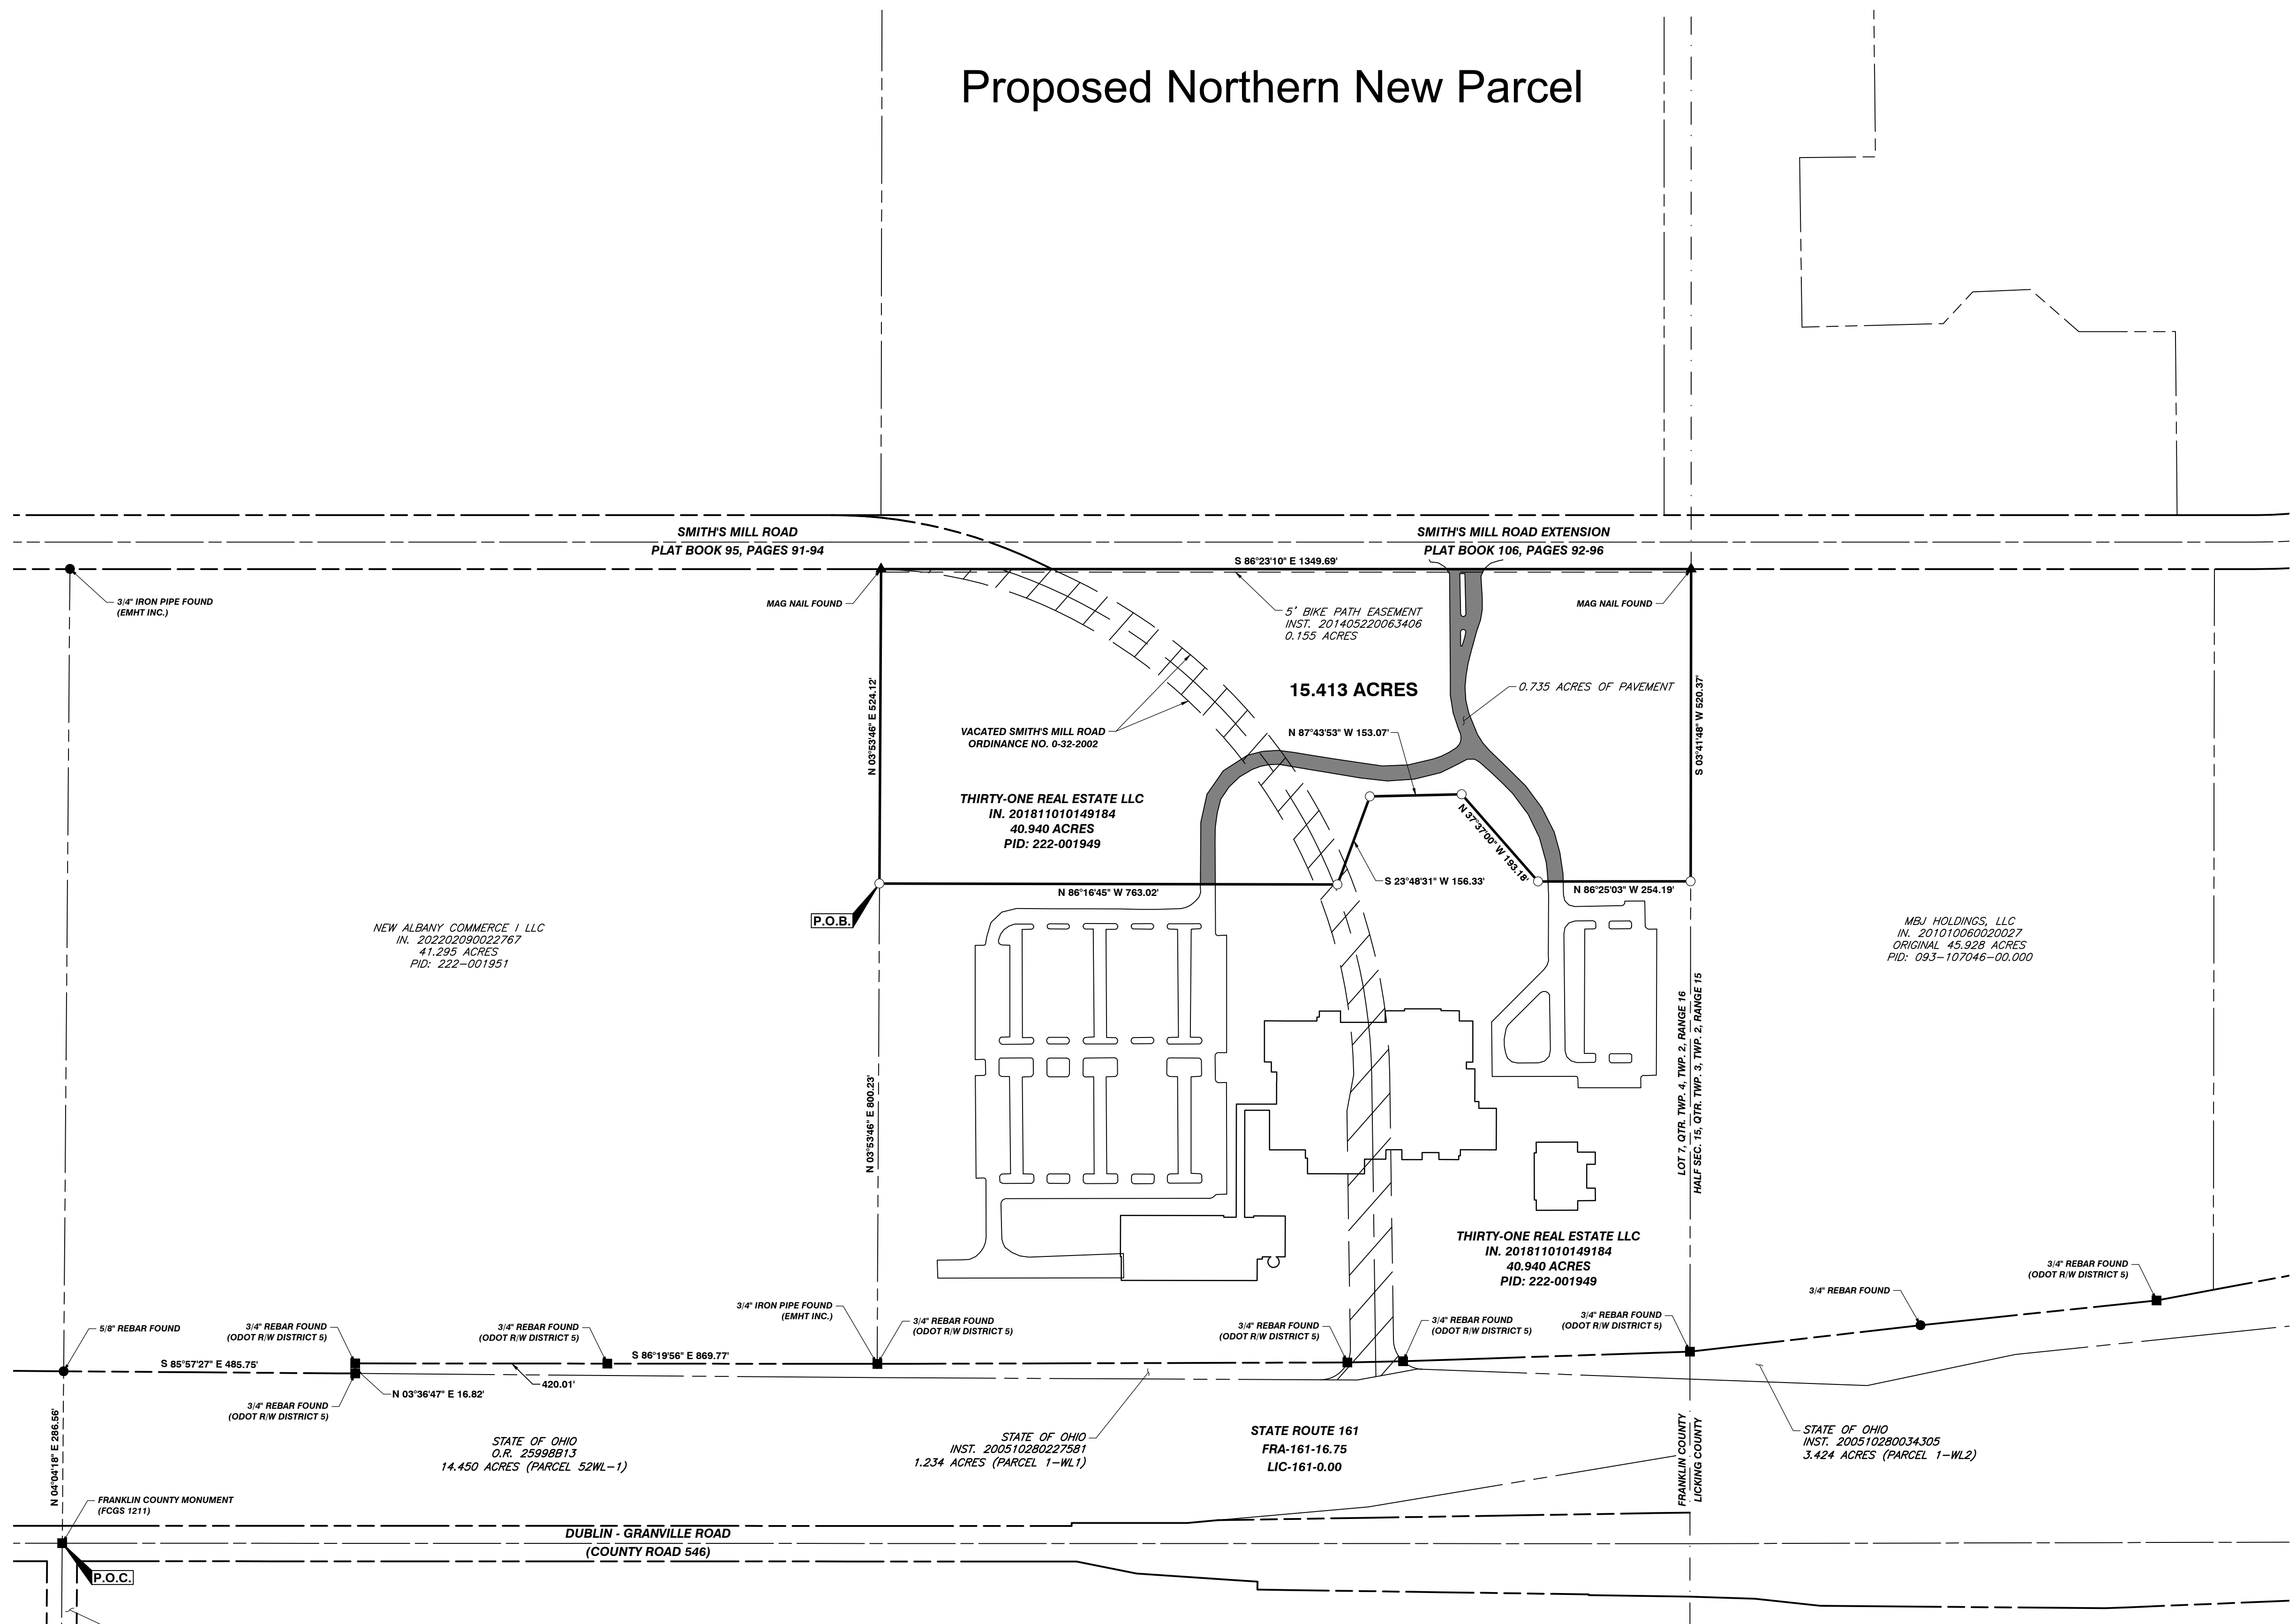 Proposed Northern New Parcel
SMITH'S MILL ROAD
PLAT BOOK 95, PAGES 91-94
SMITH'S MILL ROAD EXTENSION
PLAT BOOK 106, PAGES 92-96
S 86°23'10" E 1349.69'
3/4" IRON PIPE FOUND
(EMHT INC.)
MAG NAIL FOUND
5' BIKE PATH EASEMENT
INST. 201405220063406
0.155 ACRES
MAG NAIL FOUND
N 03°53'46" E 524.12'
15.413 ACRES
0.735 ACRES OF PAVEMENT
S 03°41'48" W 520.37'
VACATED SMITH'S MILL ROAD
ORDINANCE NO. 0-32-2002
N 87°43'53" W 153.07'
THIRTY-ONE REAL ESTATE LLC
IN. 201811010149184
40.940 ACRES
PID: 222-001949
N 37°37'00" W 193.18'
S 23°48'31" W 156.33'
N 86°16'45" W 763.02'
N 86°25'03" W 254.19'
P.O.B.
NEW ALBANY COMMERCE I LLC
IN. 202202090022767
41.295 ACRES
PID: 222-001951
MBJ HOLDINGS, LLC
IN. 201010060020027
ORIGINAL 45.928 ACRES
PID: 093-107046-00.000
N 03°53'46" E 800.23'
LOT 7, QTR. TWP. 4, TWP. 2, RANGE 16
HALF SEC. 15, QTR. TWP. 3, TWP. 2, RANGE 15
THIRTY-ONE REAL ESTATE LLC
IN. 201811010149184
40.940 ACRES
PID: 222-001949
3/4" REBAR FOUND
(ODOT R/W DISTRICT 5)
3/4" REBAR FOUND
3/4" IRON PIPE FOUND
(EMHT INC.)
5/8" REBAR FOUND
3/4" REBAR FOUND
(ODOT R/W DISTRICT 5)
3/4" REBAR FOUND
(ODOT R/W DISTRICT 5)
3/4" REBAR FOUND
(ODOT R/W DISTRICT 5)
3/4" REBAR FOUND
(ODOT R/W DISTRICT 5)
3/4" REBAR FOUND
(ODOT R/W DISTRICT 5)
3/4" REBAR FOUND
(ODOT R/W DISTRICT 5)
S 85°57'27" E 485.75'
S 86°19'56" E 869.77'
420.01'
N 03°36'47" E 16.82'
3/4" REBAR FOUND
(ODOT R/W DISTRICT 5)
N 04°04'18" E 286.56'
STATE OF OHIO
O.R. 25998B13
14.450 ACRES (PARCEL 52WL-1)
STATE OF OHIO
INST. 200510280227581
1.234 ACRES (PARCEL 1-WL1)
STATE ROUTE 161
FRA-161-16.75
LIC-161-0.00
FRANKLIN COUNTY
LICKING COUNTY
STATE OF OHIO
INST. 200510280034305
3.424 ACRES (PARCEL 1-WL2)
FRANKLIN COUNTY MONUMENT
(FCGS 1211)
DUBLIN - GRANVILLE ROAD
(COUNTY ROAD 546)
P.O.C.